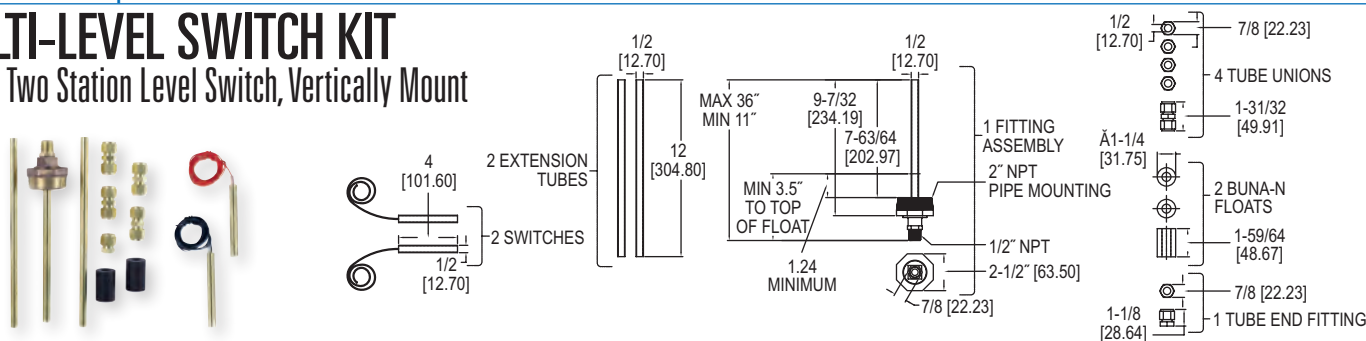 LTI-LEVEL SWITCH KIT
Two Station Level Switch, Vertically Mount
4
[101.60]
2 SWITCHES
1/2
[12.70]
1/2
[12.70]
2 EXTENSION
TUBES
12
[304.80]
1/2
[12.70]
MAX 36˝
MIN 11˝
9-7/32
[234.19]
7-63/64
[202.97]
MIN 3.5˝
TO TOP
OF FLOAT
1.24
MINIMUM
1 FITTING
ASSEMBLY
2˝ NPT
PIPE MOUNTING
1/2˝ NPT
2-1/2˝ [63.50]
7/8 [22.23]
1/2
[12.70]
7/8 [22.23]
4 TUBE UNIONS
1-31/32
[49.91]
Ă1-1/4
[31.75]
2 BUNA-N
FLOATS
1-59/64
[48.67]
7/8 [22.23]
1-1/8
[28.64]
1 TUBE END FITTING